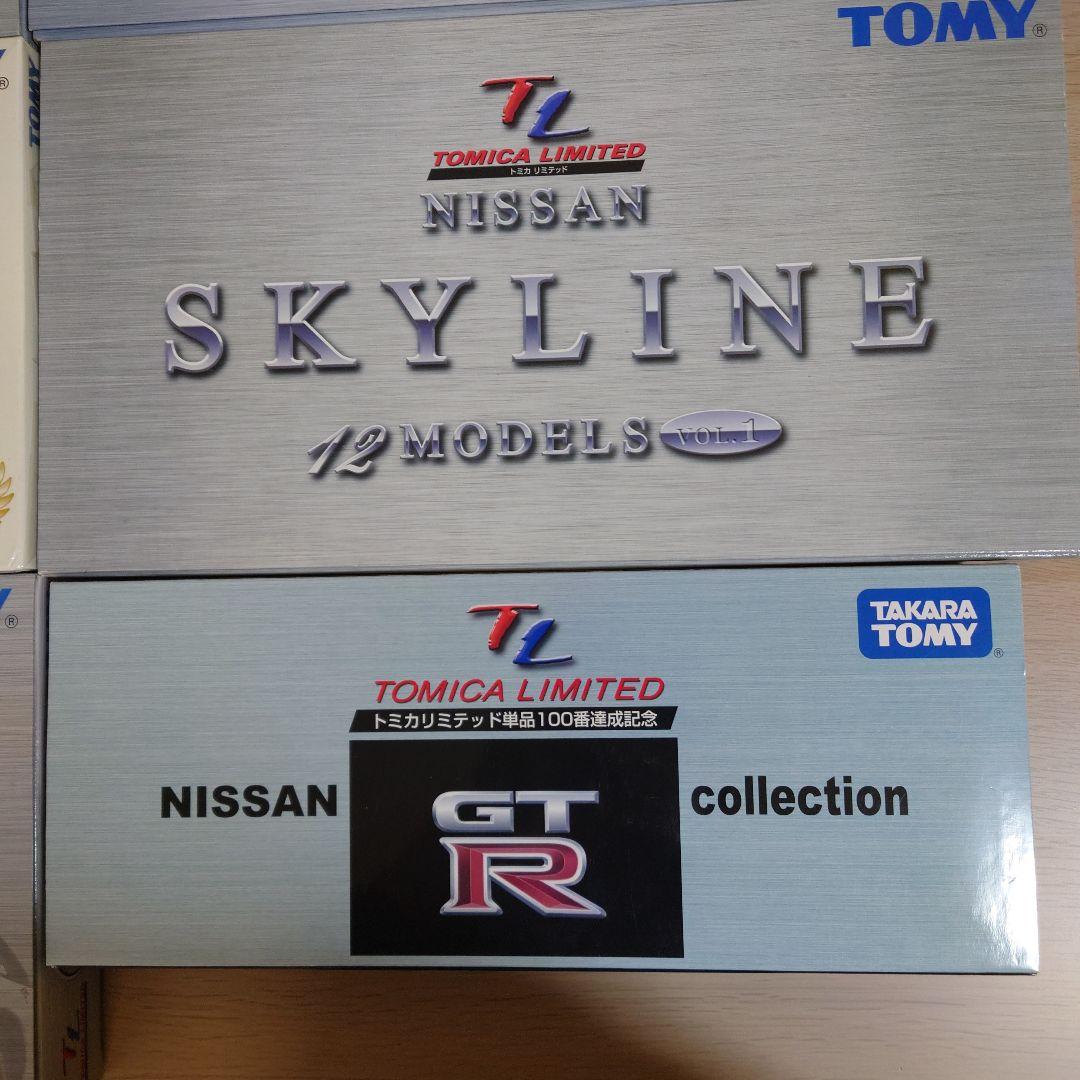 TOMY®
TL
TOMICA LIMITED
トミカ リミテッド
NISSAN
SKYLINE
12 MODELS VOL.1
TOMY
®
®
TAKARA
TOMY®
TL
TOMICA LIMITED
トミカリミテッド単品100番達成記念
NISSAN GT R collection
TL